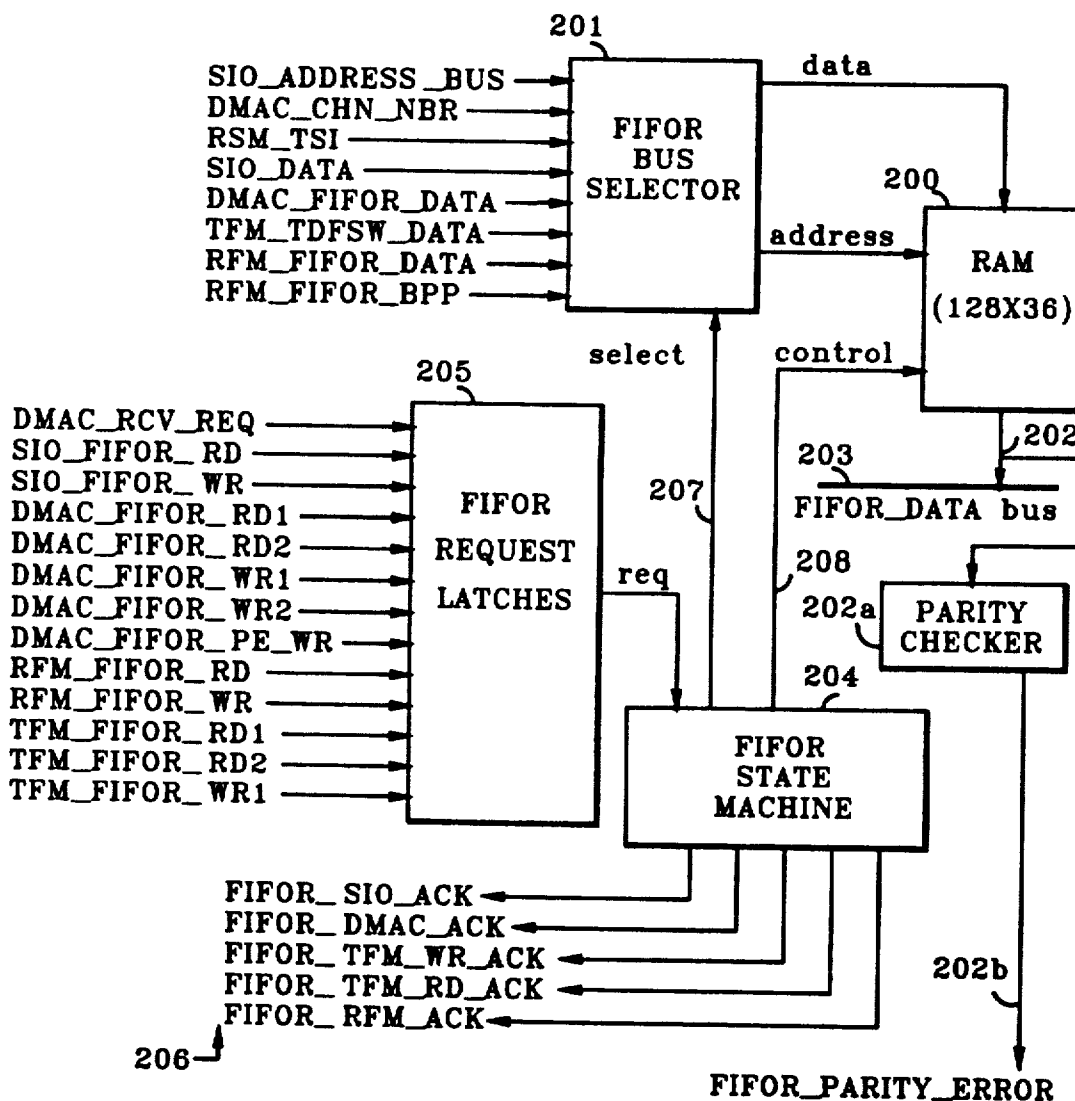 201
SIO_ADDRESS_BUS
DMAC_CHN_NBR
RSM_TSI
SIO_DATA
DMAC_FIFOR_DATA
TFM_TDFSW_DATA
RFM_FIFOR_DATA
RFM_FIFOR_BPP
FIFOR
BUS
SELECTOR
data
address
200
RAM
(128X36)
select
control
202
203
FIFOR_DATA bus
205
DMAC_RCV_REQ
SIO_FIFOR_RD
SIO_FIFOR_WR
DMAC_FIFOR_RD1
DMAC_FIFOR_RD2
DMAC_FIFOR_WR1
DMAC_FIFOR_WR2
DMAC_FIFOR_PE_WR
RFM_FIFOR_RD
RFM_FIFOR_WR
TFM_FIFOR_RD1
TFM_FIFOR_RD2
TFM_FIFOR_WR1
FIFOR
REQUEST
LATCHES
req
207
208
202a
PARITY
CHECKER
204
FIFOR
STATE
MACHINE
FIFOR_SIO_ACK
FIFOR_DMAC_ACK
FIFOR_TFM_WR_ACK
FIFOR_TFM_RD_ACK
FIFOR_RFM_ACK
206
202b
FIFOR_PARITY_ERROR